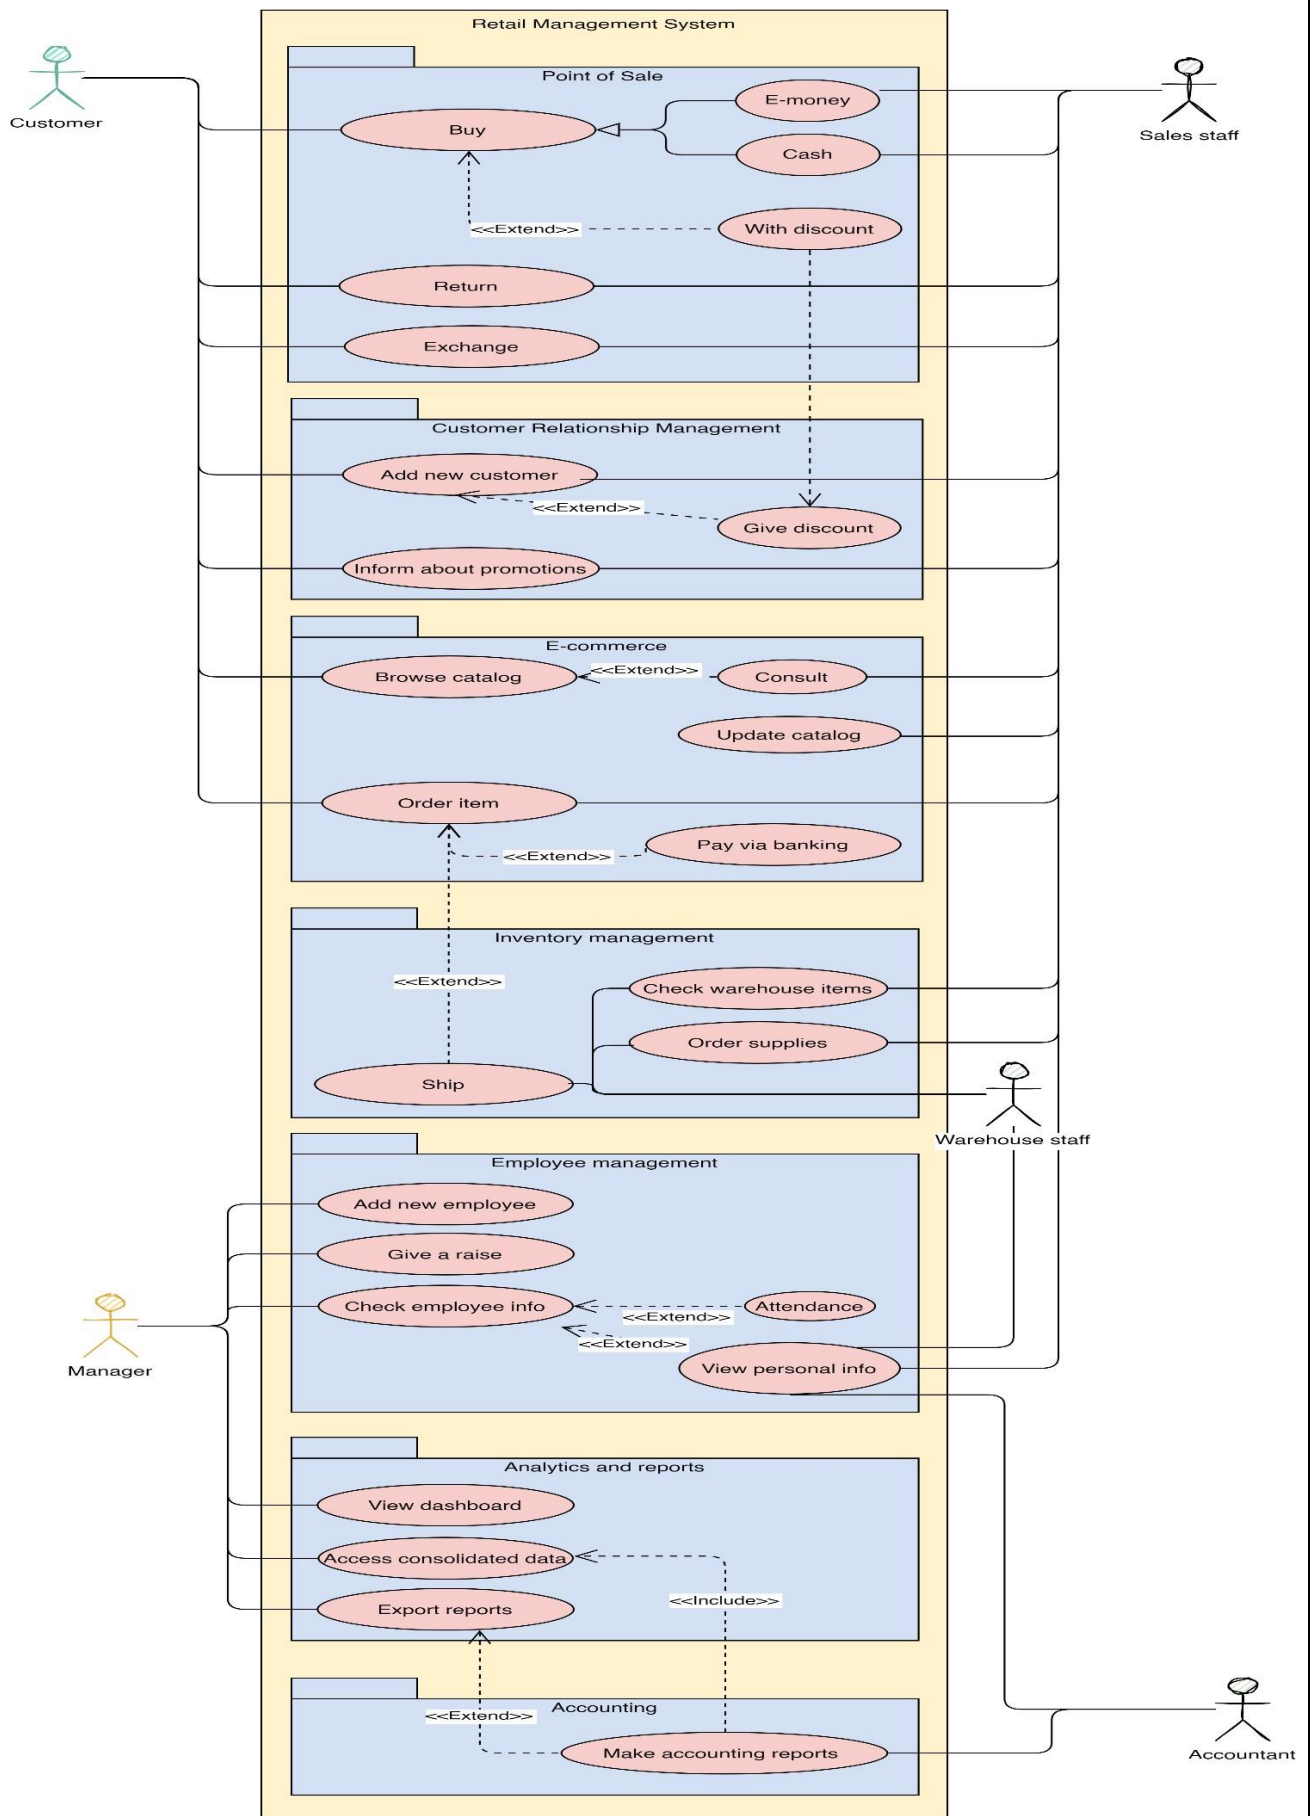 Retail Management System
Customer
Sales staff
Point of Sale
Buy
E-money
Cash
<<Extend>>
With discount
Return
Exchange
Customer Relationship Management
Add new customer
<<Extend>>
Give discount
Inform about promotions
E-commerce
Browse catalog
<<Extend>>
Consult
Update catalog
Order item
<<Extend>>
Pay via banking
Inventory management
<<Extend>>
Check warehouse items
Order supplies
Ship
Warehouse staff
Employee management
Add new employee
Give a raise
Check employee info
<<Extend>>
Attendance
<<Extend>>
View personal info
Manager
Analytics and reports
View dashboard
Access consolidated data
<<Include>>
Export reports
Accounting
<<Extend>>
Make accounting reports
Accountant